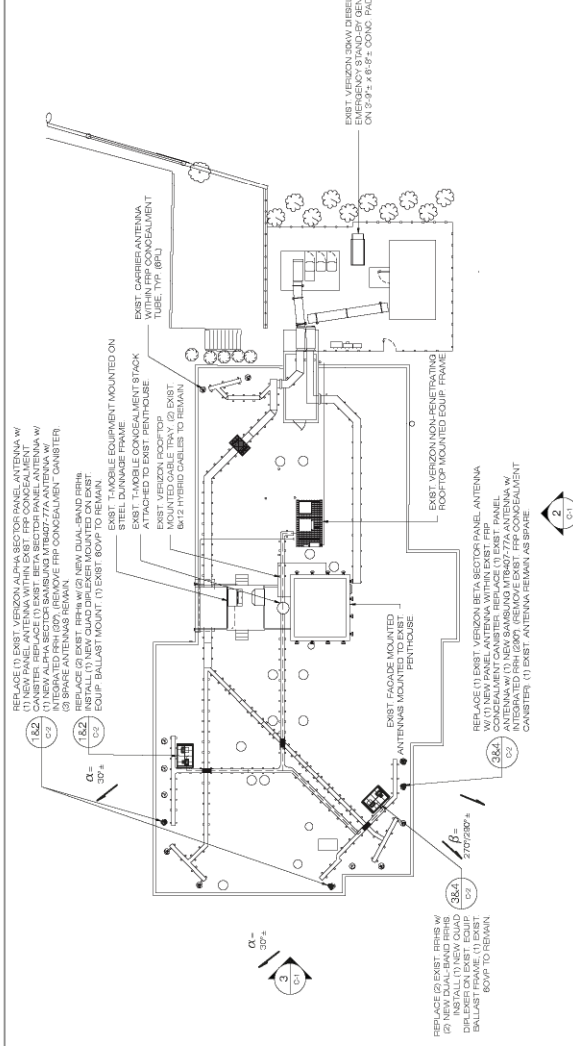 REPLACE (1) EXIST. VERIZON ALPHA SECTOR PANEL ANTENNA w/
(1) NEW PANEL ANTENNA WITHIN EXIST. FRP CONCEALMENT
CANISTER. REPLACE (1) EXIST. BETA SECTOR PANEL ANTENNA w/
(1) NEW ALPHA SECTOR SAMSUNG MT6407-77A ANTENNA w/
INTEGRATED RRH (30°). (REMOVE FRP CONCEALMENT CANISTER)
(3) SPARE ANTENNAS REMAIN.
1&2
C-2
REPLACE (2) EXIST. RRHs w/ (2) NEW DUAL-BAND RRHs.
INSTALL (1) NEW QUAD DIPLEXER MOUNTED ON EXIST.
EQUIP. BALLAST MOUNT. (1) EXIST. 6OVP TO REMAIN.
1&2
C-2
α=
30°±
EXIST. T-MOBILE EQUIPMENT MOUNTED ON
STEEL DUNNAGE FRAME.
EXIST. T-MOBILE CONCEALMENT STACK
ATTACHED TO EXIST. PENTHOUSE
EXIST. VERIZON ROOFTOP
MOUNTED CABLE TRAY. (2) EXIST.
6x12 HYBRID CABLES TO REMAIN
EXIST. CARRIER ANTENNA
WITHIN FRP CONCEALMENT
TUBE, TYP. (6PL)
EXIST. VERIZON 30KW DIESEL
EMERGENCY STAND-BY GEN
ON 3'-9"± x 6'-8"± CONC. PAD
α=
30°±
3
C-1
EXIST. FACADE MOUNTED
ANTENNAS MOUNTED TO EXIST.
PENTHOUSE.
EXIST. VERIZON NON-PENETRATING
ROOFTOP MOUNTED EQUIP. FRAME
β=
270°/290°±
REPLACE (2) EXIST. RRHS w/
(2) NEW DUAL-BAND RRHS.
INSTALL (1) NEW QUAD
DIPLEXER ON EXIST. EQUIP.
BALLAST FRAME. (1) EXIST.
6OVP TO REMAIN.
3&4
C-2
REPLACE (1) EXIST. VERIZON BETA SECTOR PANEL ANTENNA
W/ (1) NEW PANEL ANTENNA WITHIN EXIST. FRP
CONCEALMENT CANISTER. REPLACE (1) EXIST. PANEL
ANTENNA w/ (1) NEW SAMSUNG MT6407-77A ANTENNA w/
INTEGRATED RRH (290°). (REMOVE EXIST. FRP CONCEALMENT
CANISTER). (1) EXIST. ANTENNA REMAIN AS SPARE.
3&4
C-2
2
C-1